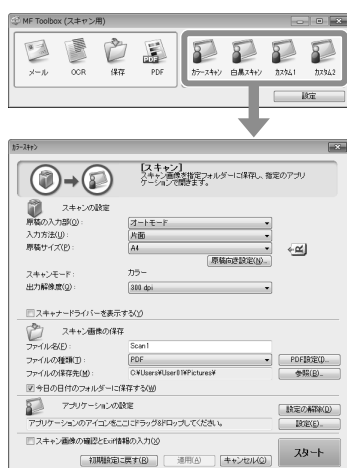 MF Toolbox (スキャン用)
メール OCR 保存 PDF カラースキャン 白黒スキャン カスタム1 カスタム2
設定
カラースキャン
[スキャン]
スキャン画像を指定フォルダーに保存し、指定のアプリケーションで開きます。
スキャンの設定
原稿の入力部(O): オートモード
入力方法(U): 片面
原稿サイズ(P): A4
原稿向き設定(N)...
スキャンモード: カラー
出力解像度(Q): 300 dpi
スキャナードライバーを表示する(Y)
スキャン画像の保存
ファイル名(F): Scan1
ファイルの種類(T): PDF PDF設定(I)...
ファイルの保存先(M): C:¥Users¥User01¥Pictures¥ 参照(B)...
今日の日付のフォルダーに保存する(W)
アプリケーションの設定 設定の解除(D)
アプリケーションのアイコンをここにドラッグ&ドロップしてください。 設定(E)...
スキャン画像の確認とExif情報の入力(X)
初期設定に戻す(R) 適用(A) キャンセル(C) スタート